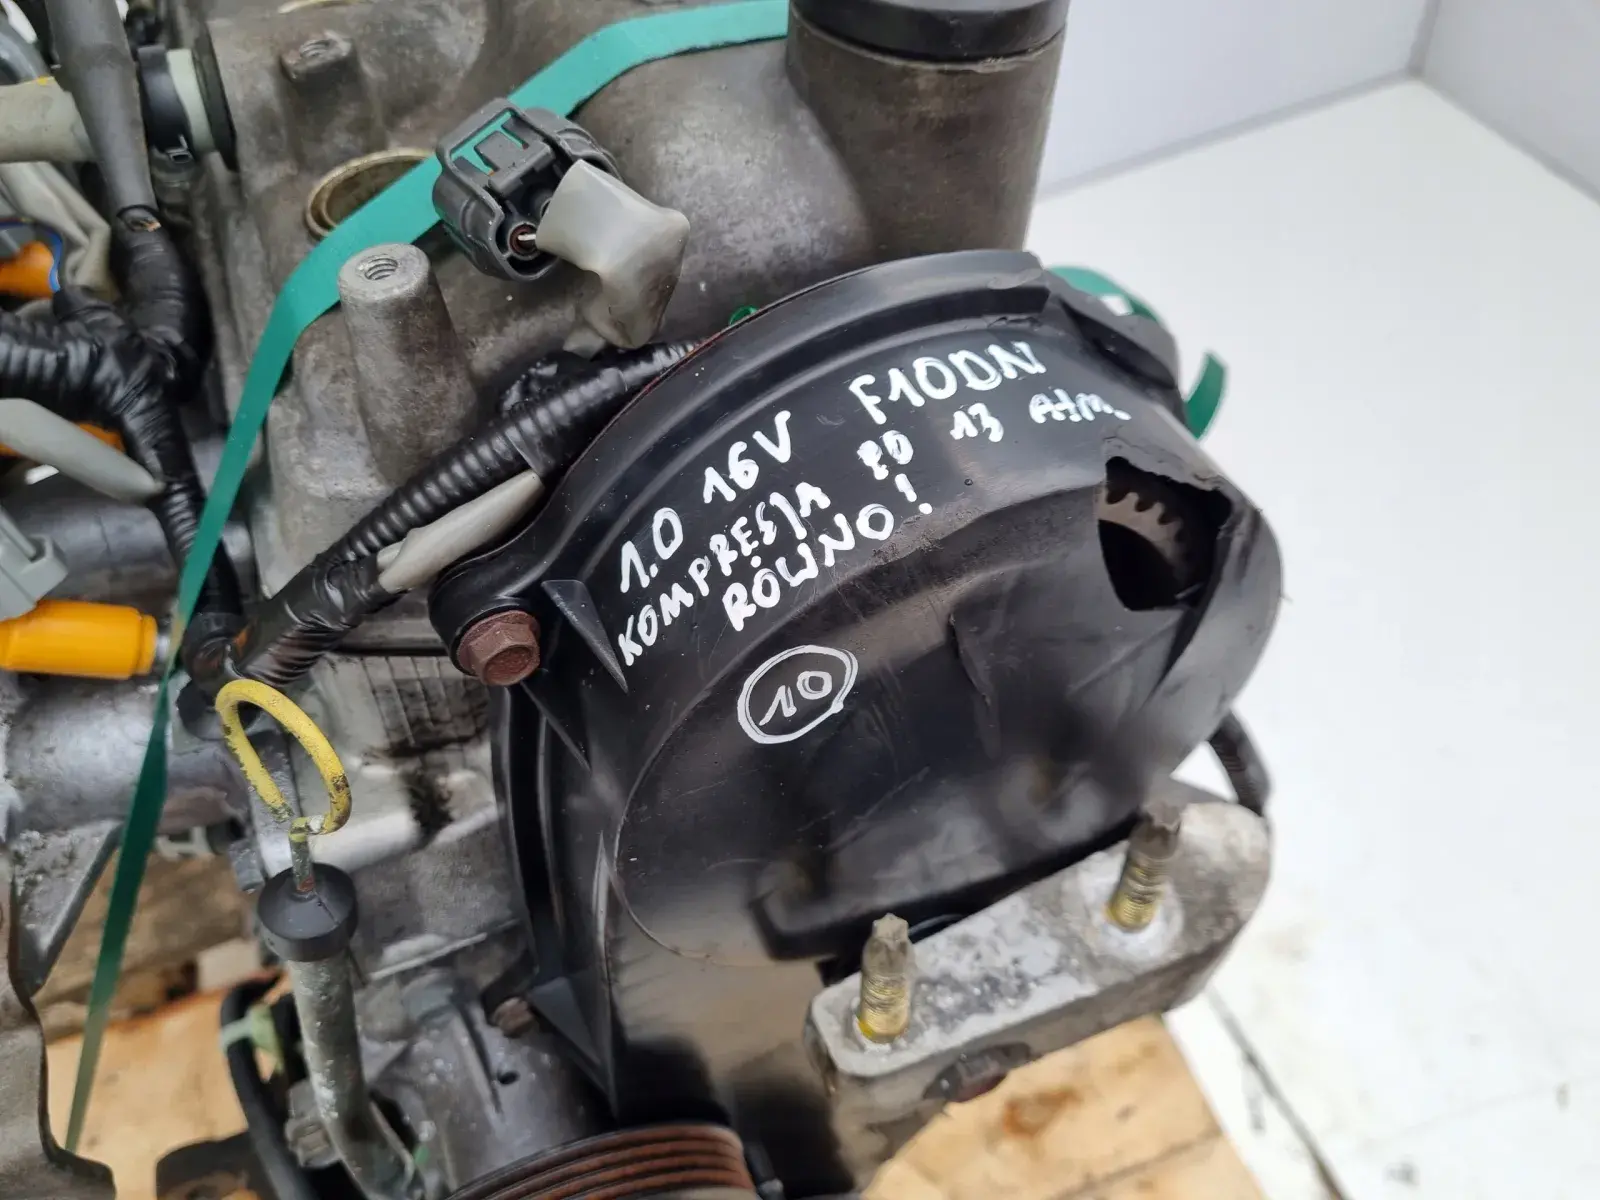 1.0 16V F10DN
KOMPRESJA PO 13 Atm.
RÓWNO!
10